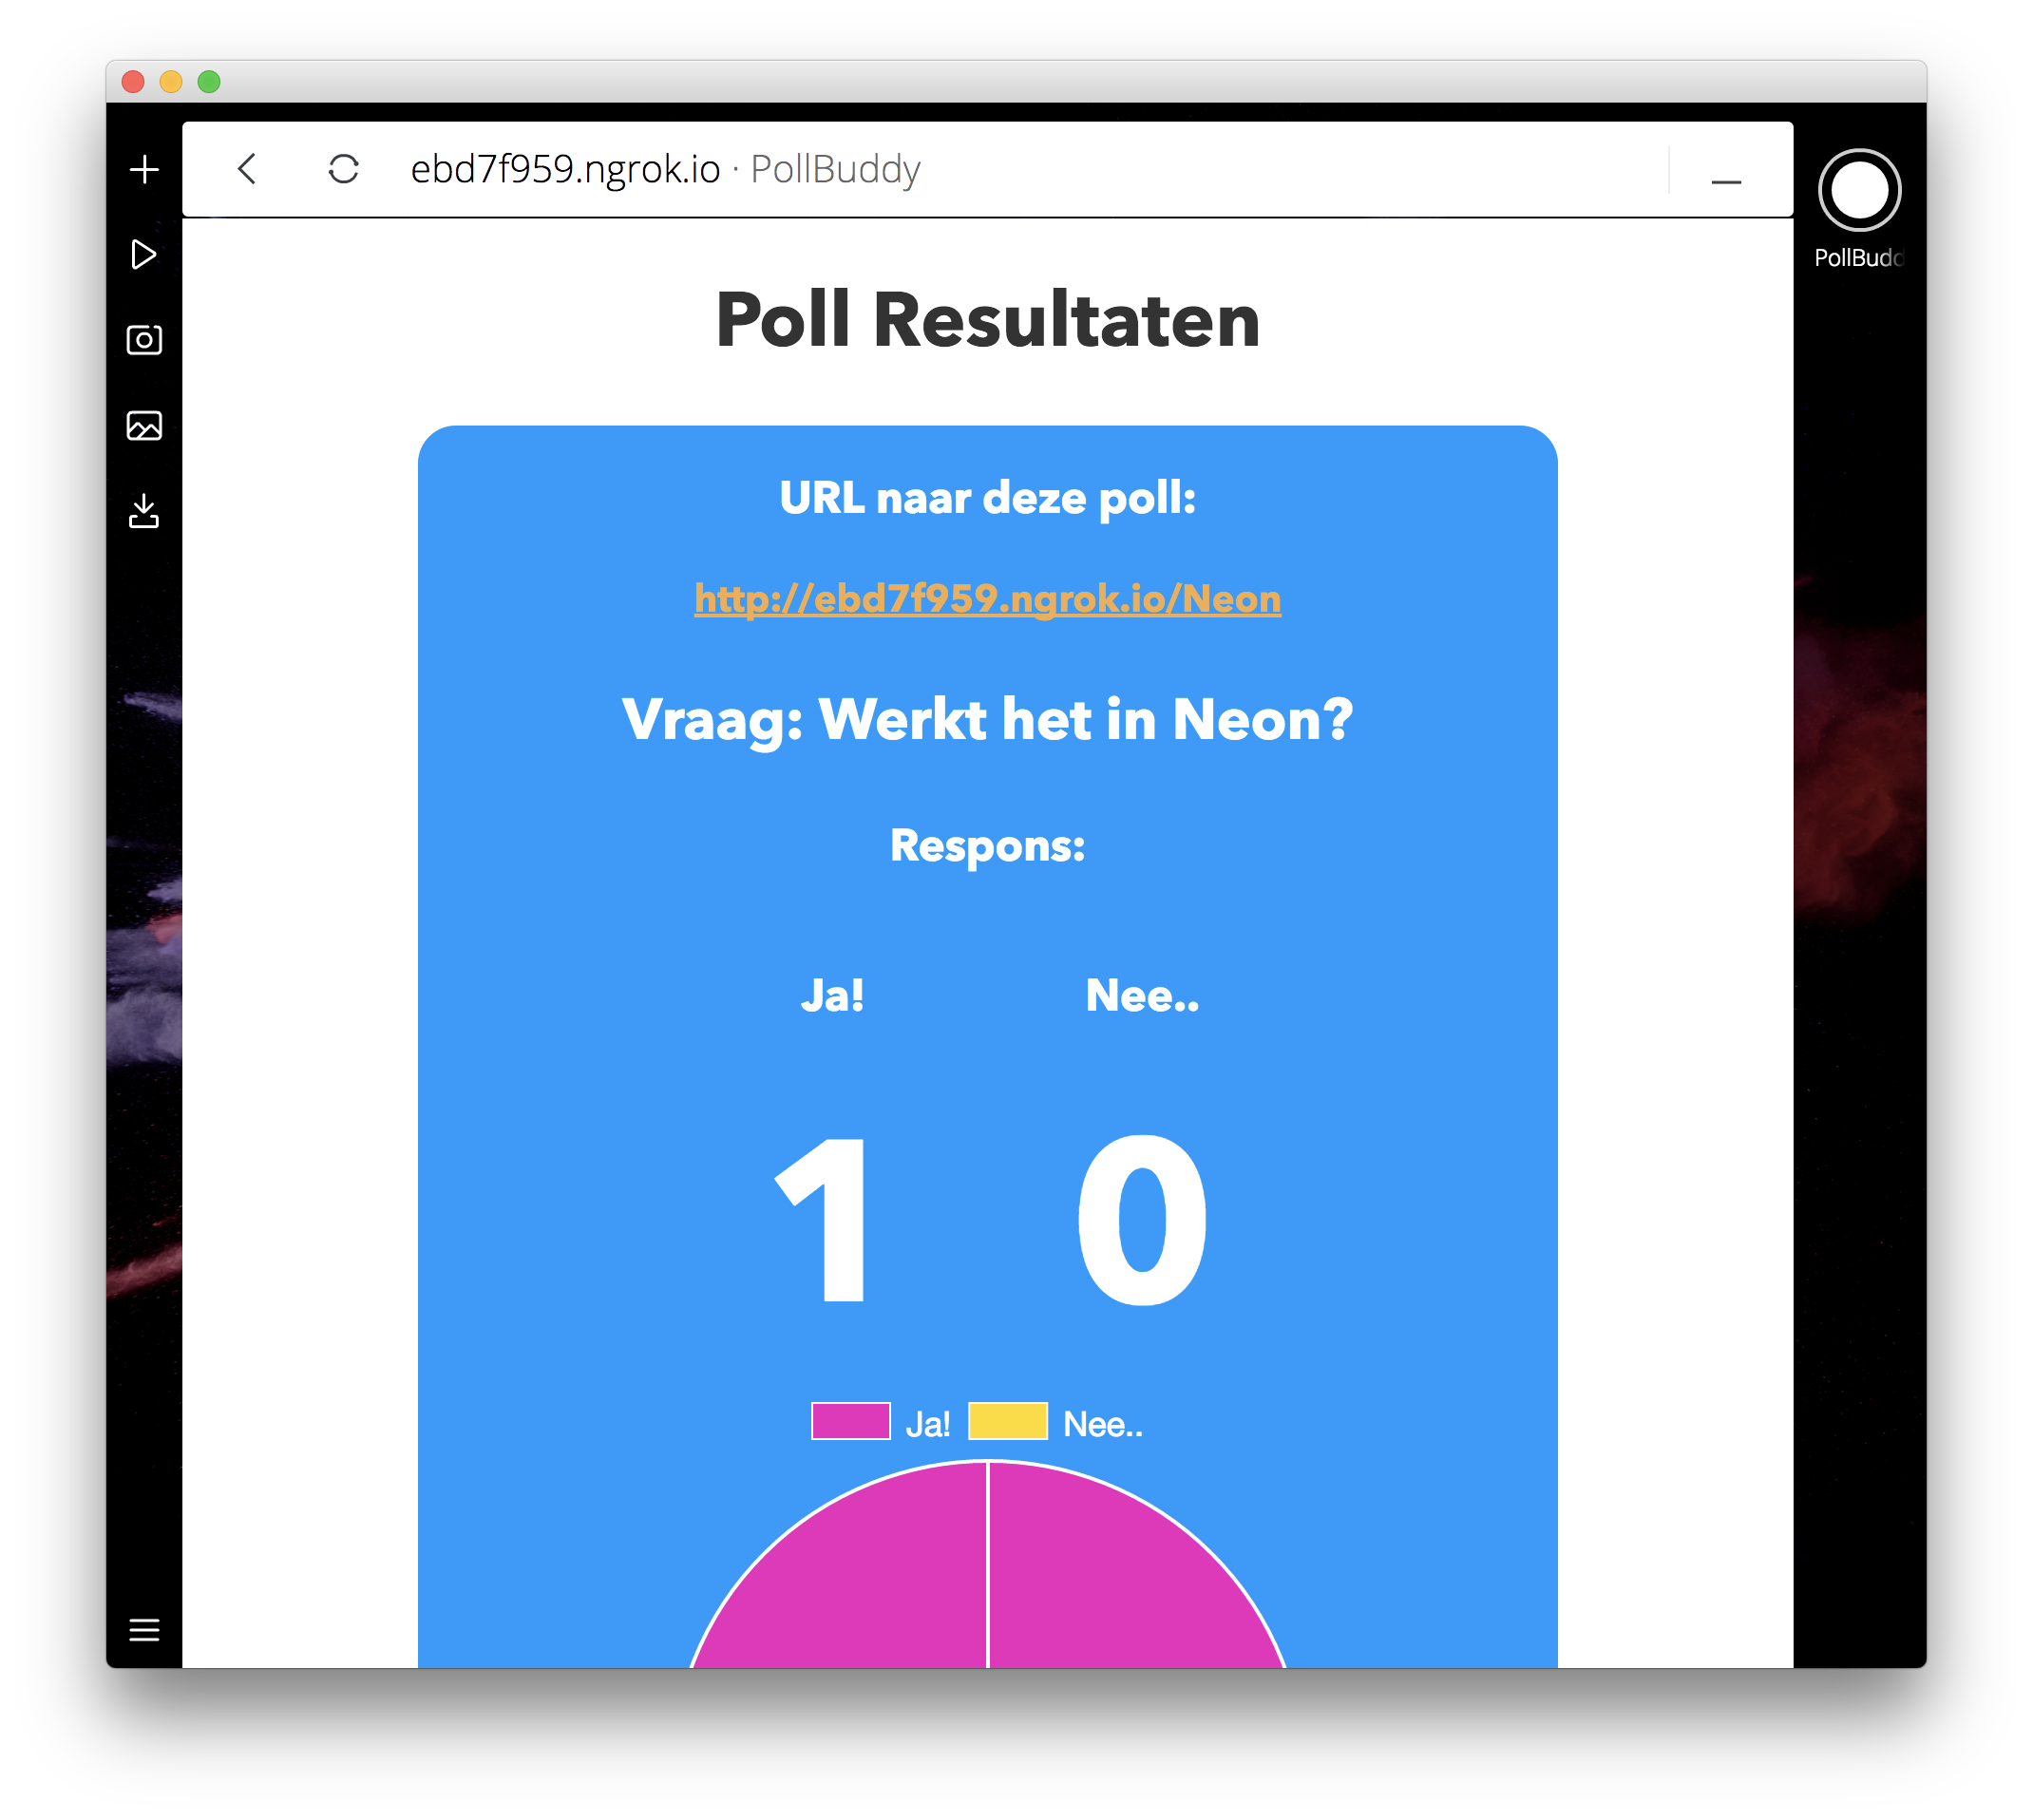 ebd7f959.ngrok.io · PollBuddy
PollBudd
Poll Resultaten
URL naar deze poll:
http://ebd7f959.ngrok.io/Neon
Vraag: Werkt het in Neon?
Respons:
Ja! Nee..
1 0
Ja! Nee..